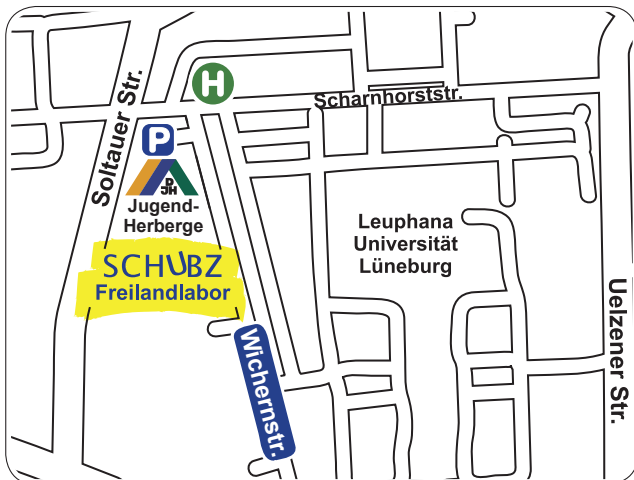 Soltauer Str.
H
Scharnhorststr.
P
DJH
Jugend-
Herberge
SCHUBZ
Freilandlabor
Leuphana
Universität
Lüneburg
Wichernstr.
Uelzener Str.